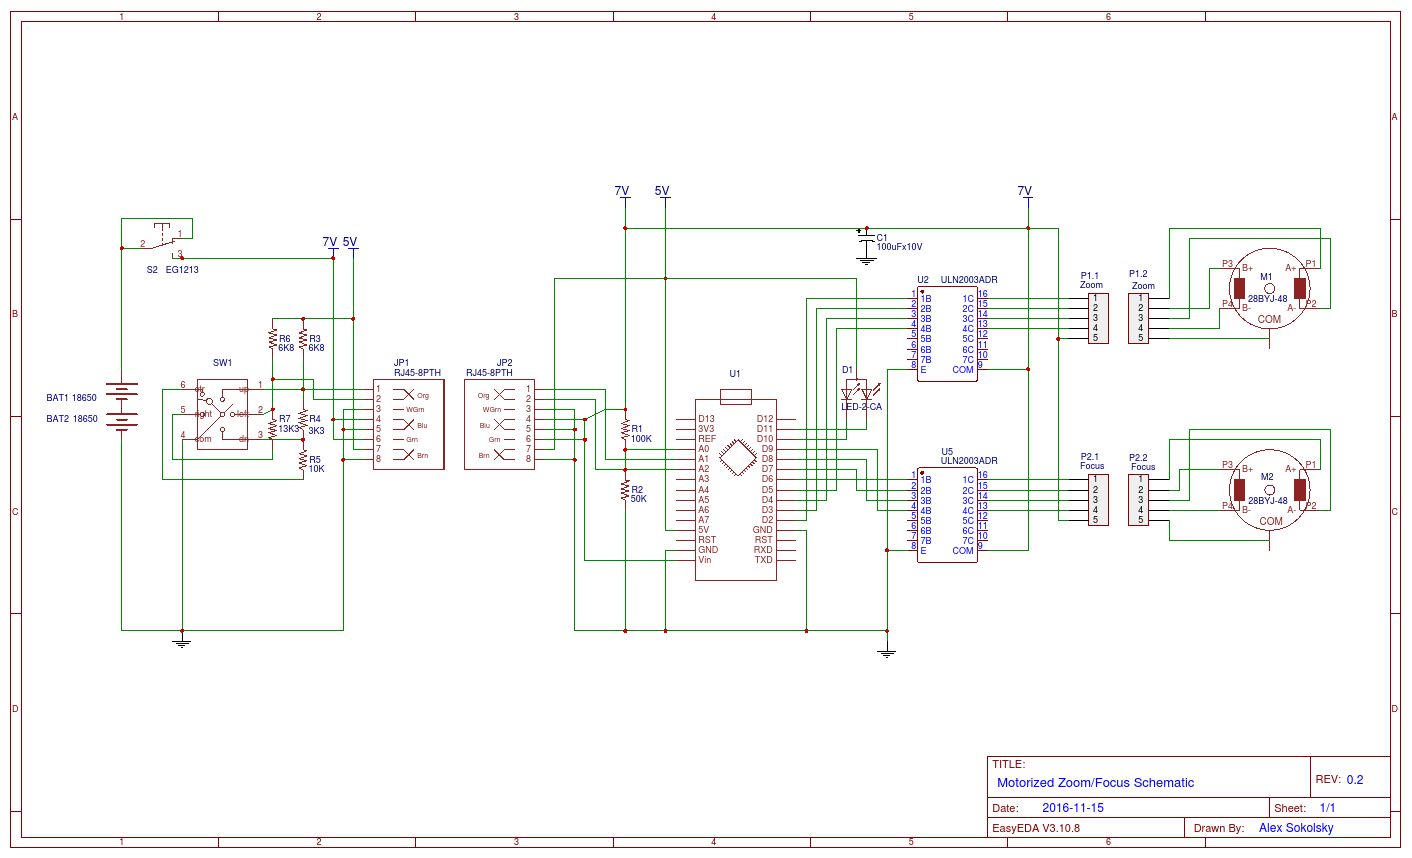 1 2 3 4 5 6
A A
B B
C C
D D
7V 5V 7V
7V 5V
2 1 3
S2 EG1213
BAT1 18650
BAT2 18650
SW1
6 ctr up 1
5 right left 2
4 com dn 3
R6
6K8
R3
6K8
R7
13K3
R4
3K3
R5
10K
JP1
RJ45-8PTH
1
2
3
4
5
6
7
8
Org
WGrn
Blu
Grn
Brn
JP2
RJ45-8PTH
1
2
3
4
5
6
7
8
Org
WGrn
Blu
Grn
Brn
R1
100K
R2
50K
U1
D13 D12
3V3 D11
REF D10
A0 D9
A1 D8
A2 D7
A3 D6
A4 D5
A5 D4
A6 D3
A7 D2
5V GND
RST RST
GND RXD
Vin TXD
C1
100uFx10V
D1
LED-2-CA
U2 ULN2003ADR
1 1B 1C 16
2 2B 2C 15
3 3B 3C 14
4 4B 4C 13
5 5B 5C 12
6 6B 6C 11
7 7B 7C 10
8 E COM 9
U5
ULN2003ADR
1 1B 1C 16
2 2B 2C 15
3 3B 3C 14
4 4B 4C 13
5 5B 5C 12
6 6B 6C 11
7 7B 7C 10
8 E COM 9
P1.1
Zoom
1
2
3
4
5
P1.2
Zoom
1
2
3
4
5
P3 B+ A+ P1
M1
28BYJ-48
P4 B- A- P2
COM
P2.1
Focus
1
2
3
4
5
P2.2
Focus
1
2
3
4
5
P3 B+ A+ P1
M2
28BYJ-48
P4 B- A- P2
COM
TITLE:
Motorized Zoom/Focus Schematic
REV: 0.2
Date: 2016-11-15
Sheet: 1/1
EasyEDA V3.10.8
Drawn By: Alex Sokolsky
1 2 3 4 5 6